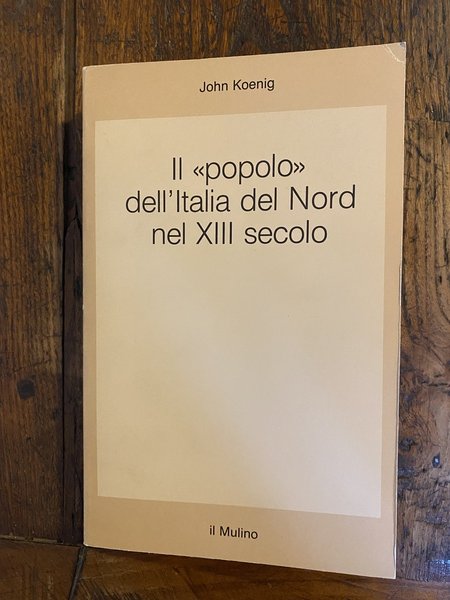 John Koenig
Il «popolo»
dell'Italia del Nord
nel XIII secolo
il Mulino